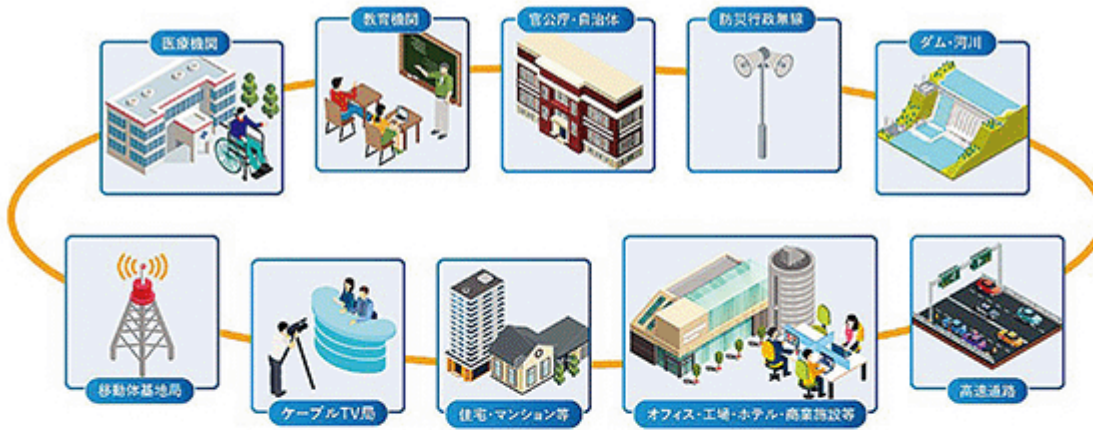 医療機関
教育機関
官公庁・自治体
防災行政無線
ダム・河川
移動体基地局
ケーブルTV局
住宅・マンション等
オフィス・工場・ホテル・商業施設等
高速道路